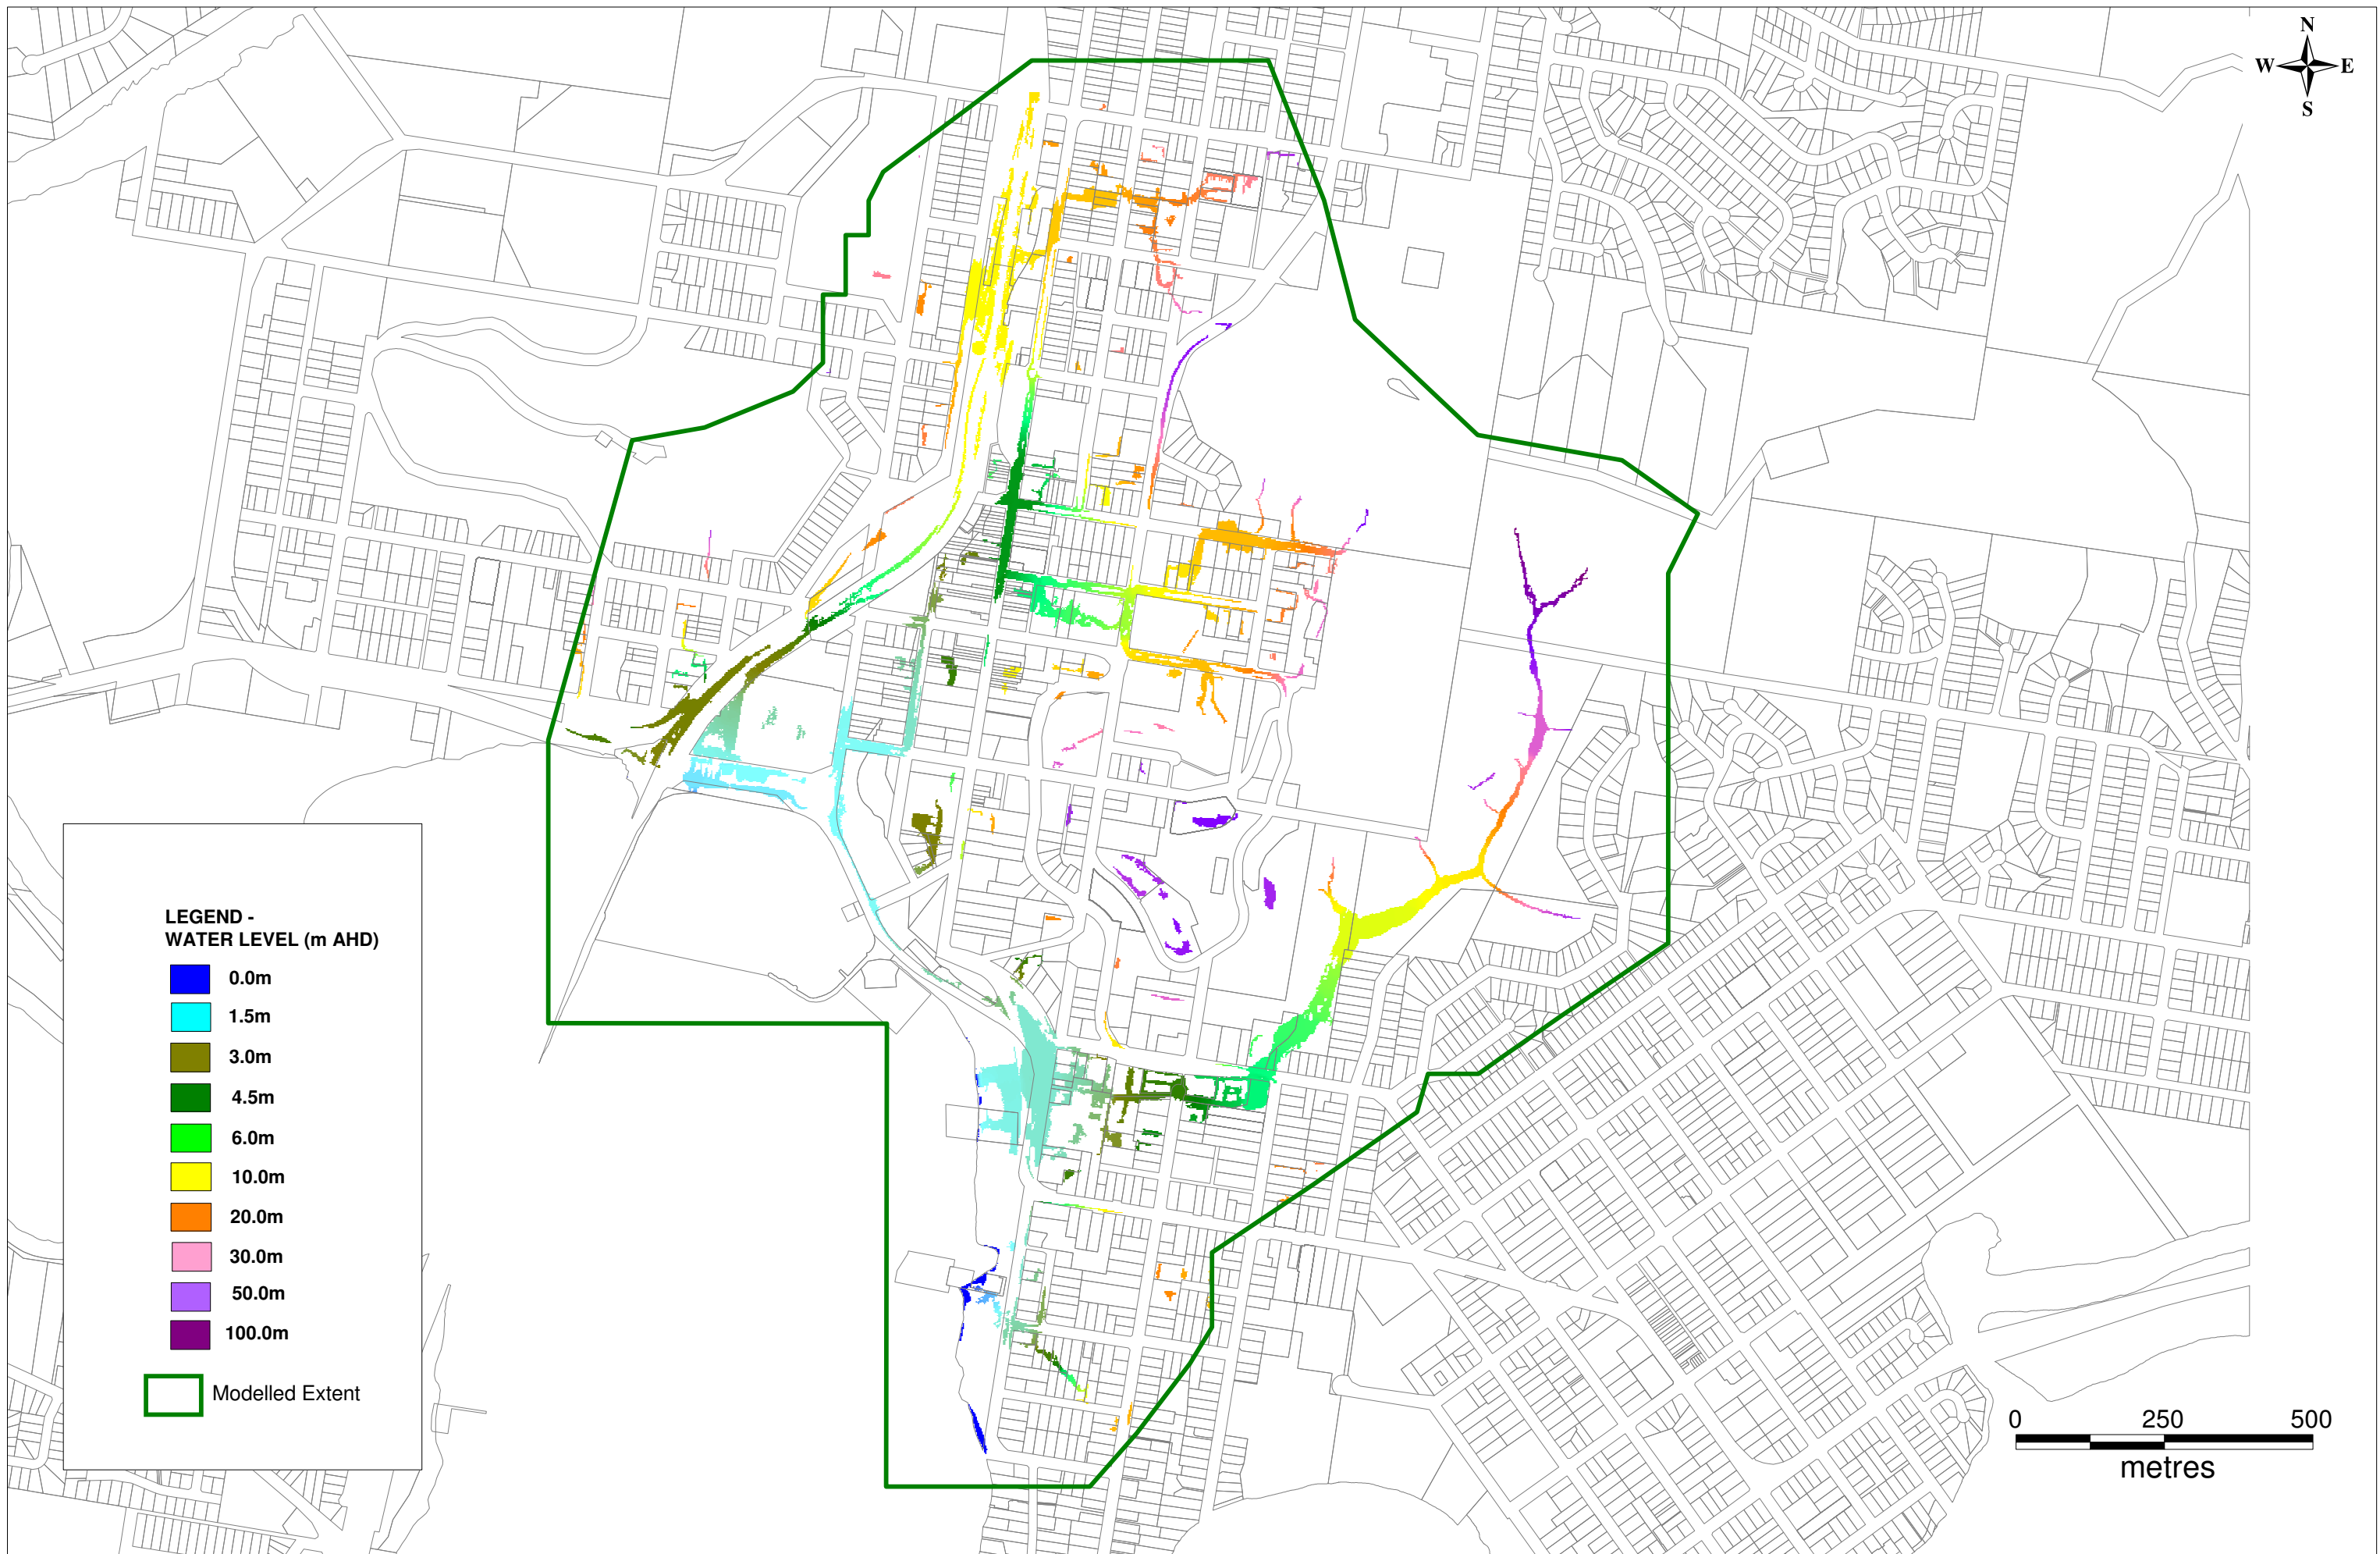 N
W E
S
LEGEND -
WATER LEVEL (m AHD)
0.0m
1.5m
3.0m
4.5m
6.0m
10.0m
20.0m
30.0m
50.0m
100.0m
Modelled Extent
0 250 500
metres